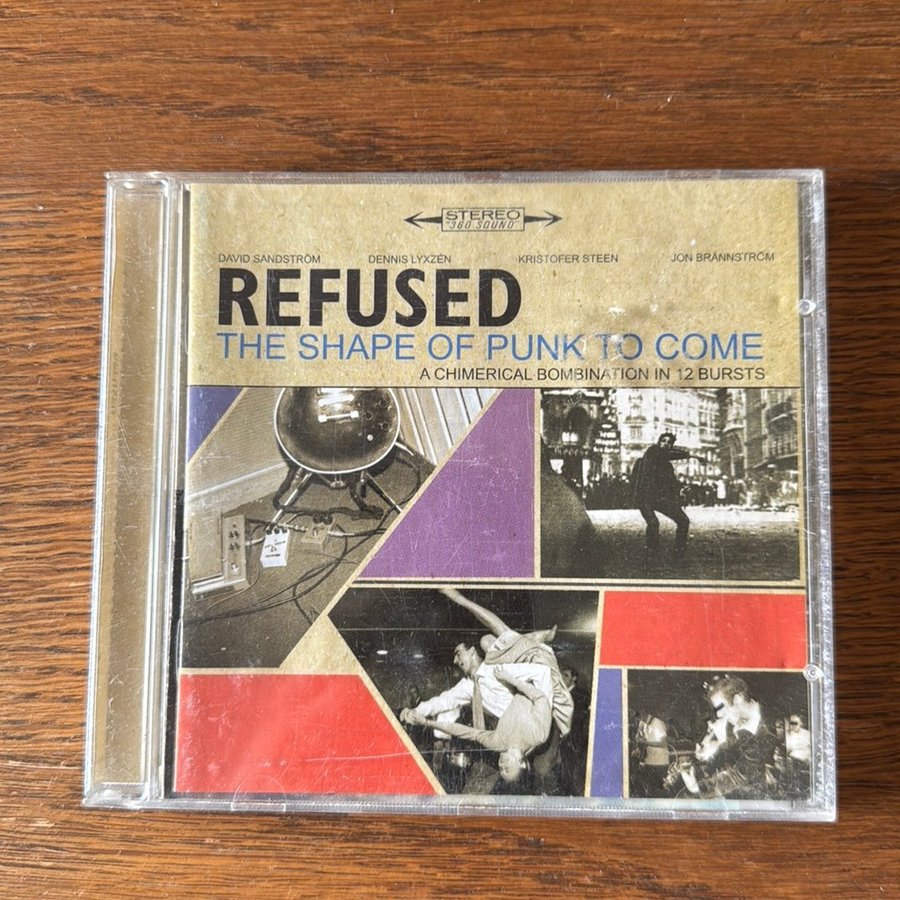 STEREO
"360 SOUND"
DAVID SANDSTRÖM DENNIS LYXZÉN KRISTOFER STEEN JON BRÄNNSTRÖM
REFUSED
THE SHAPE OF PUNK TO COME
A CHIMERICAL BOMBINATION IN 12 BURSTS